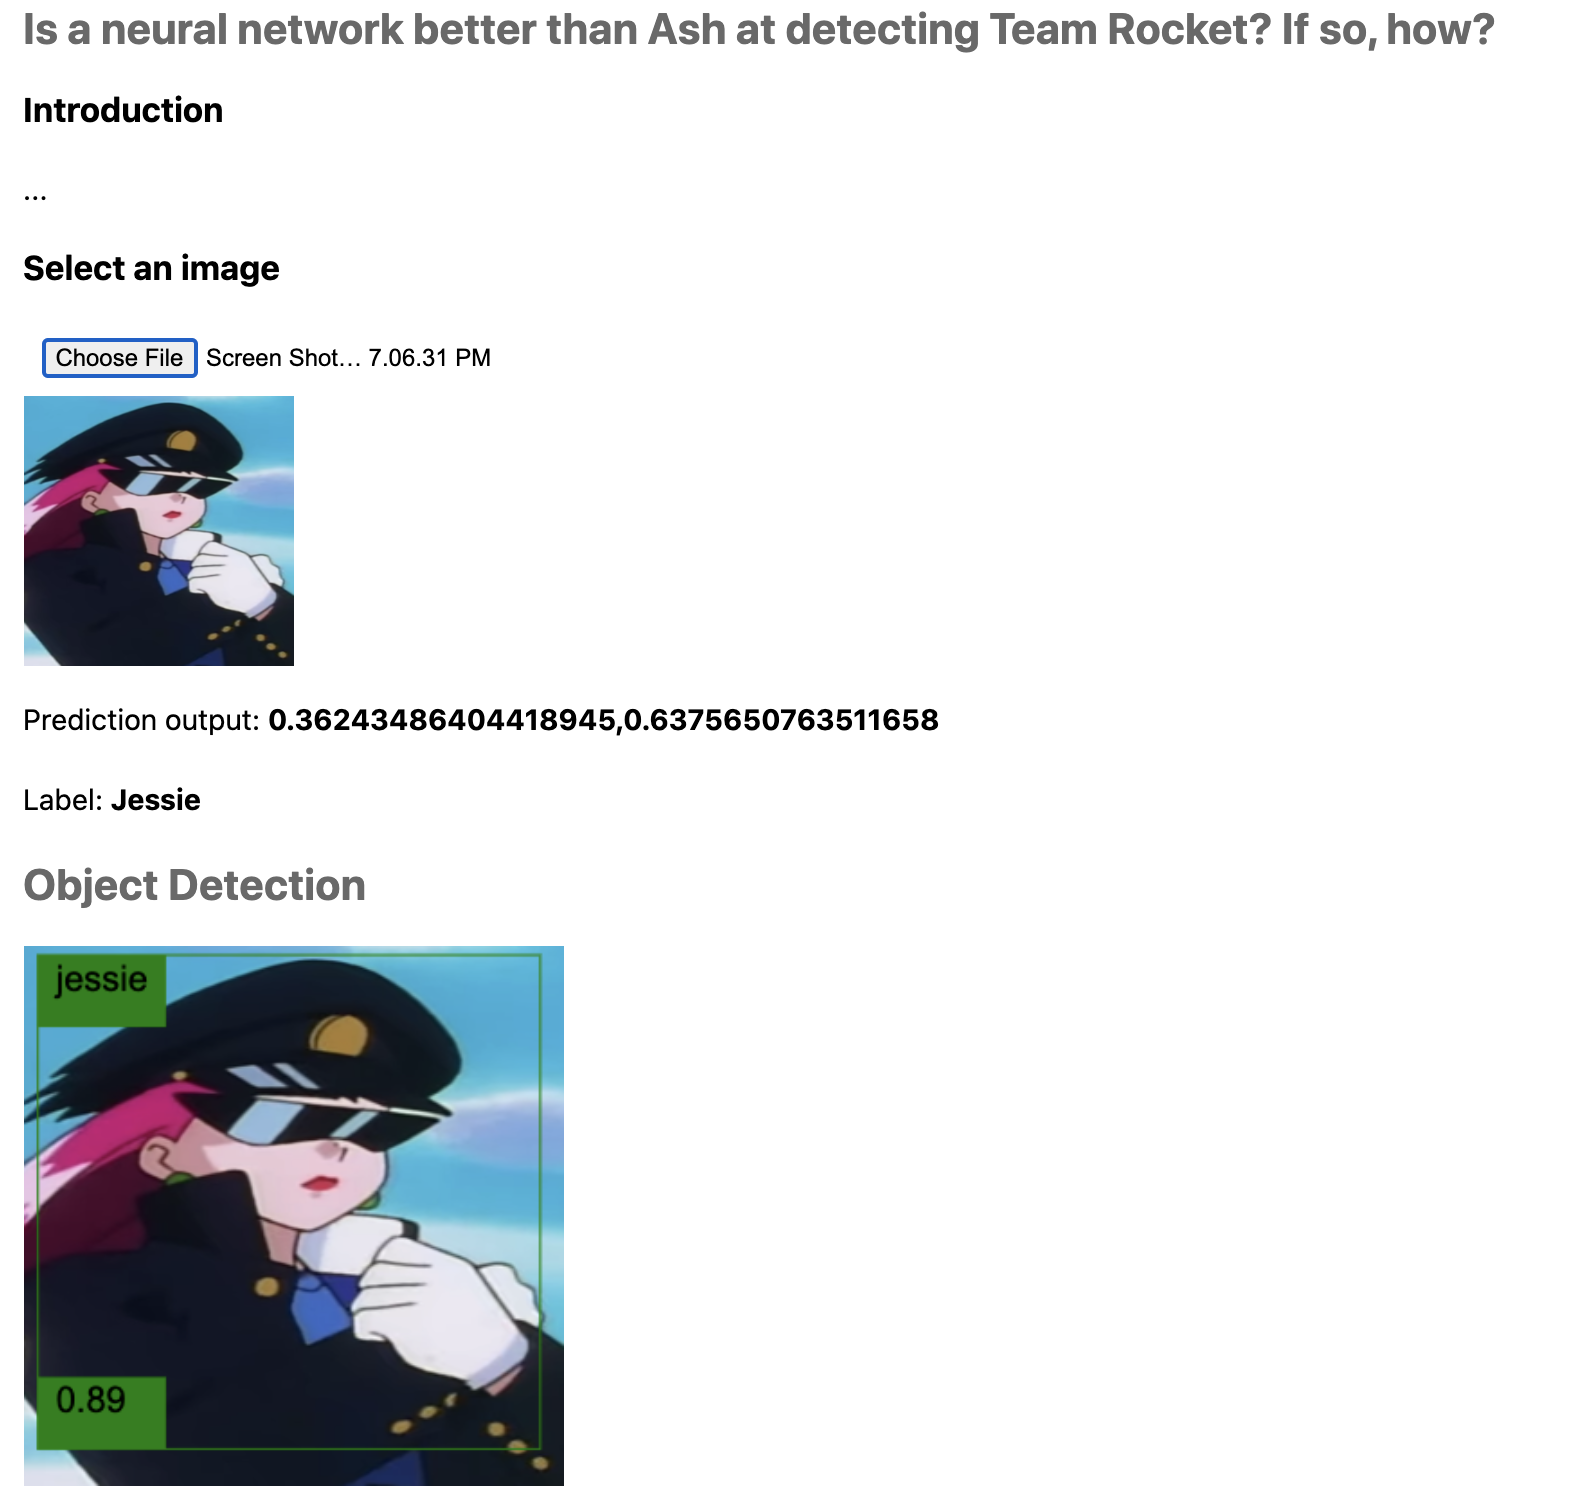 Is a neural network better than Ash at detecting Team Rocket? If so, how?
Introduction
...
Select an image
Choose File Screen Shot… 7.06.31 PM
Prediction output: 0.36243486404418945,0.6375650763511658
Label: Jessie
Object Detection
jessie
0.89